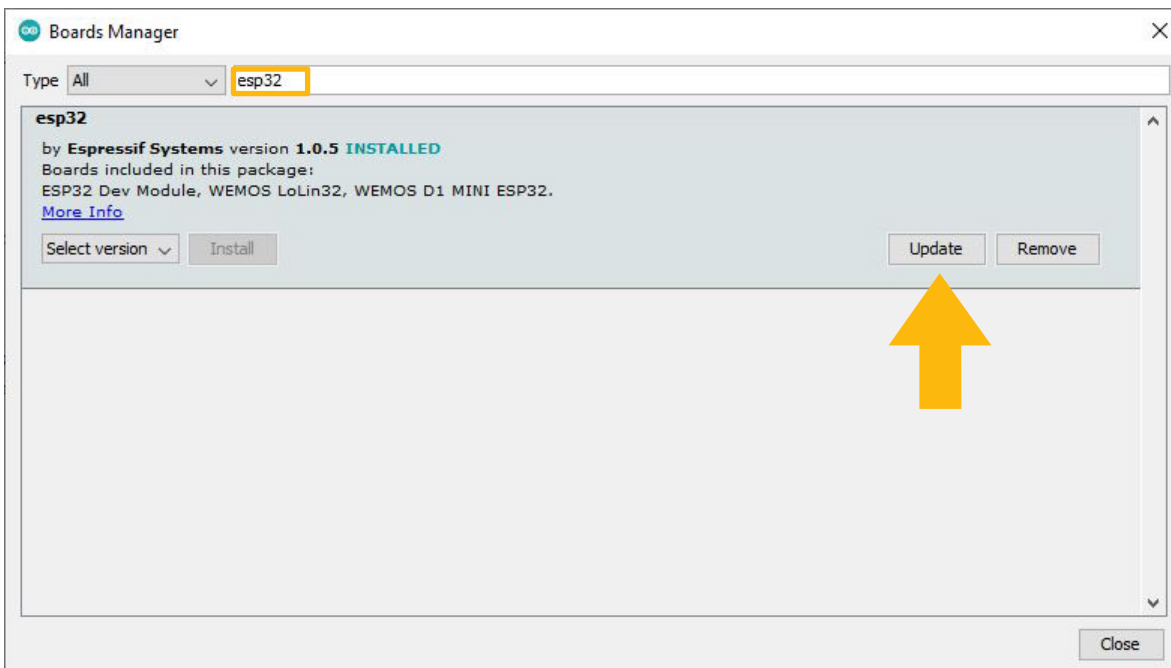 Boards Manager
Type All esp32
esp32
by Espressif Systems version 1.0.5 INSTALLED
Boards included in this package:
ESP32 Dev Module, WEMOS LoLin32, WEMOS D1 MINI ESP32.
More Info
Select version Install Update Remove
Close